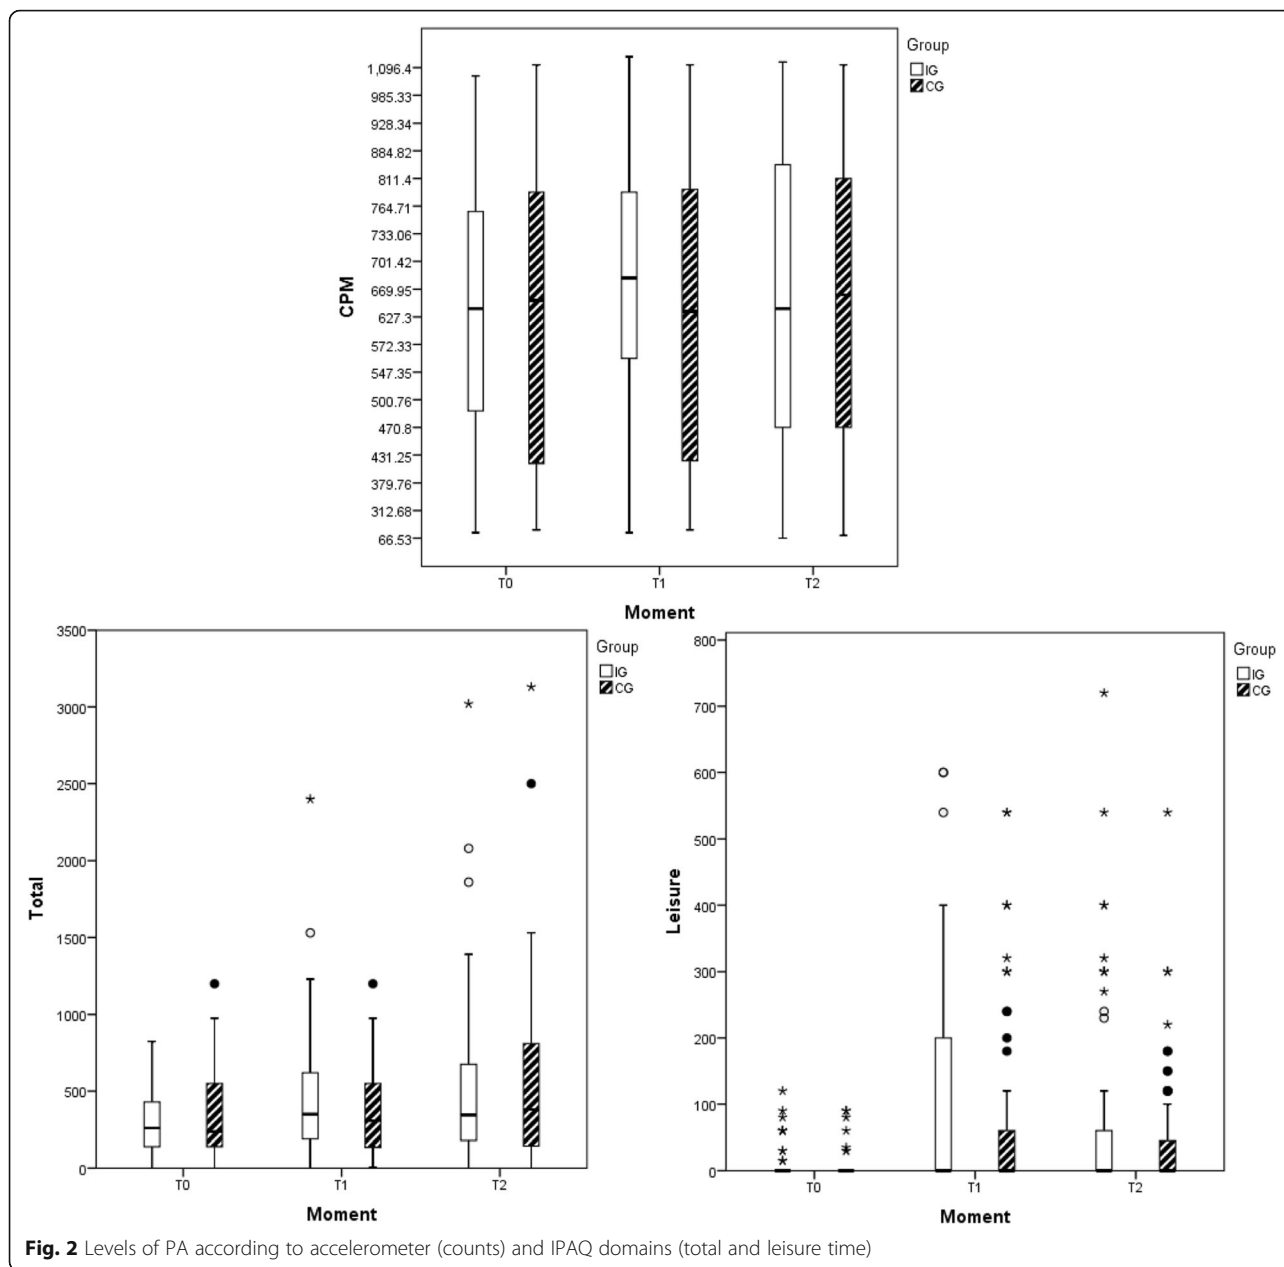 Group
IG
CG
1,096.4
985.33
928.34
884.82
811.4
764.71
733.06
701.42
669.95
627.3
572.33
547.35
500.76
470.8
431.25
379.76
312.68
66.53
CPM
T0 T1 T2
Moment
Group
IG
CG
3500
3000
2500
2000
1500
1000
500
0
Total
T0 T1 T2
Moment
Group
IG
CG
800
700
600
500
400
300
200
100
0
Leisure
T0 T1 T2
Moment
Fig. 2 Levels of PA according to accelerometer (counts) and IPAQ domains (total and leisure time)